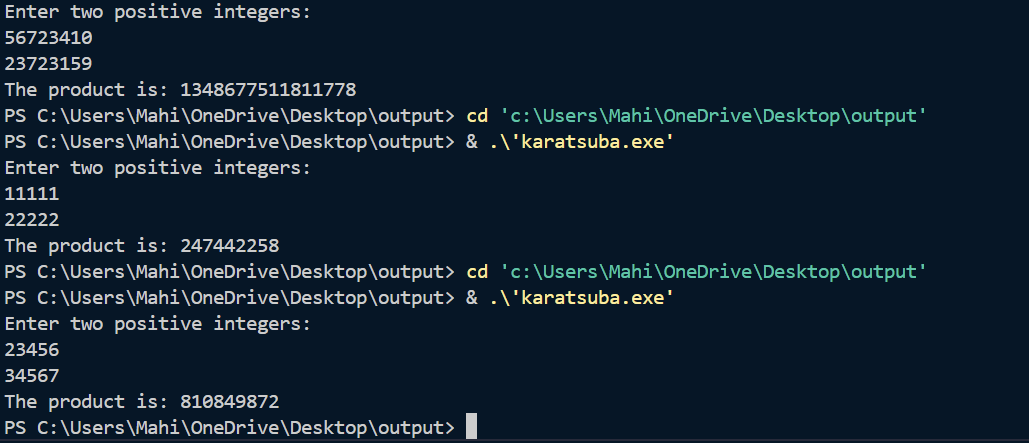 Enter two positive integers:
56723410
23723159
The product is: 1348677511811778
PS C:\Users\Mahi\OneDrive\Desktop\output> cd 'c:\Users\Mahi\OneDrive\Desktop\output'
PS C:\Users\Mahi\OneDrive\Desktop\output> & .\'karatsuba.exe'
Enter two positive integers:
11111
22222
The product is: 247442258
PS C:\Users\Mahi\OneDrive\Desktop\output> cd 'c:\Users\Mahi\OneDrive\Desktop\output'
PS C:\Users\Mahi\OneDrive\Desktop\output> & .\'karatsuba.exe'
Enter two positive integers:
23456
34567
The product is: 810849872
PS C:\Users\Mahi\OneDrive\Desktop\output>